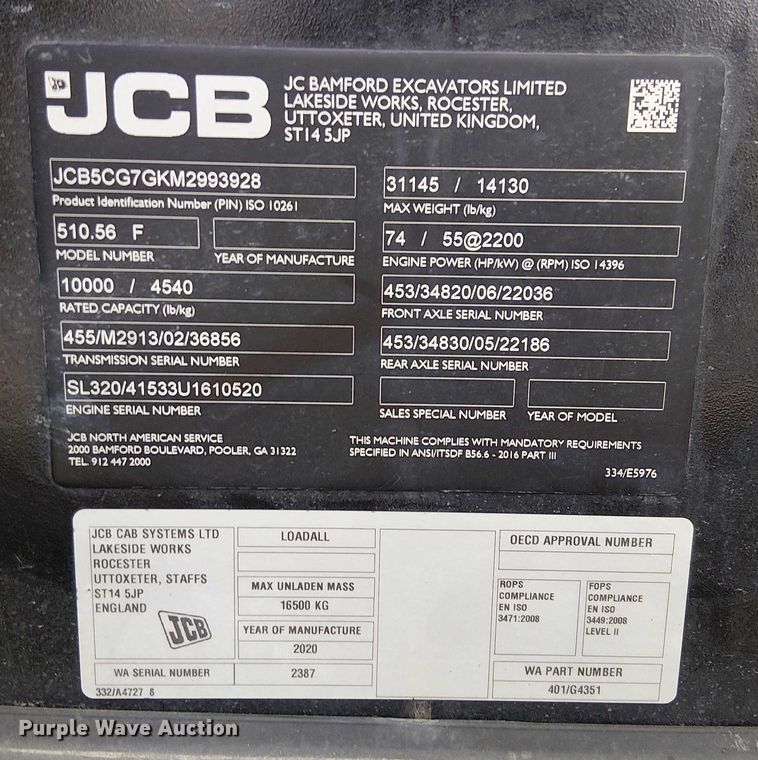 JCB
JC BAMFORD EXCAVATORS LIMITED
LAKESIDE WORKS, ROCESTER,
UTTOXETER, UNITED KINGDOM,
ST14 5JP
JCB5CG7GKM2993928
Product Identification Number (PIN) ISO 10261
31145 / 14130
MAX WEIGHT (lb/kg)
510.56 F
MODEL NUMBER
YEAR OF MANUFACTURE
74 / 55@2200
ENGINE POWER (HP/kW) @ (RPM) ISO 14396
10000 / 4540
RATED CAPACITY (lb/kg)
453/34820/06/22036
FRONT AXLE SERIAL NUMBER
455/M2913/02/36856
TRANSMISSION SERIAL NUMBER
453/34830/05/22186
REAR AXLE SERIAL NUMBER
SL320/41533U1610520
ENGINE SERIAL NUMBER
SALES SPECIAL NUMBER
YEAR OF MODEL
JCB NORTH AMERICAN SERVICE
2000 BAMFORD BOULEVARD, POOLER, GA 31322
TEL. 912 447 2000
THIS MACHINE COMPLIES WITH MANDATORY REQUIREMENTS
SPECIFIED IN ANSI/ITSDF B56.6 - 2016 PART III
334/E5976
JCB CAB SYSTEMS LTD
LAKESIDE WORKS
ROCESTER
UTTOXETER, STAFFS
ST14 5JP
ENGLAND
JCB
WA SERIAL NUMBER
332/A4727 8
LOADALL
MAX UNLADEN MASS
16500 KG
YEAR OF MANUFACTURE
2020
2387
OECD APPROVAL NUMBER
ROPS
COMPLIANCE
EN ISO
3471:2008
FOPS
COMPLIANCE
EN ISO
3449:2008
LEVEL II
WA PART NUMBER
401/G4351
Purple Wave Auction